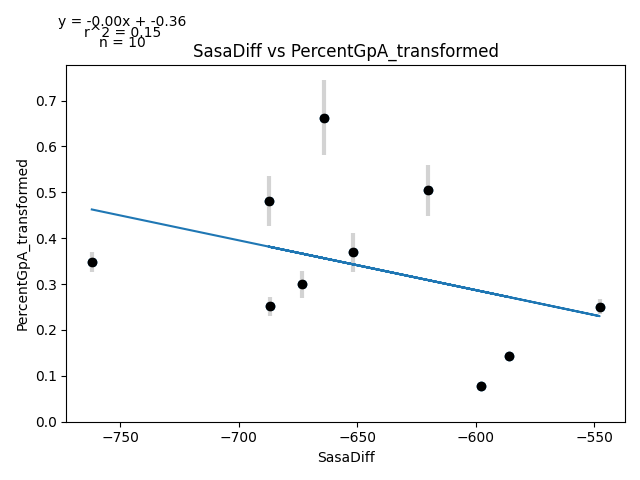 y = -0.00x + -0.36
r^2 = 0.15
n = 10
SasaDiff vs PercentGpA_transformed
PercentGpA_transformed
0.7
0.6
0.5
0.4
0.3
0.2
0.1
0.0
−750
−700
−650
−600
−550
SasaDiff